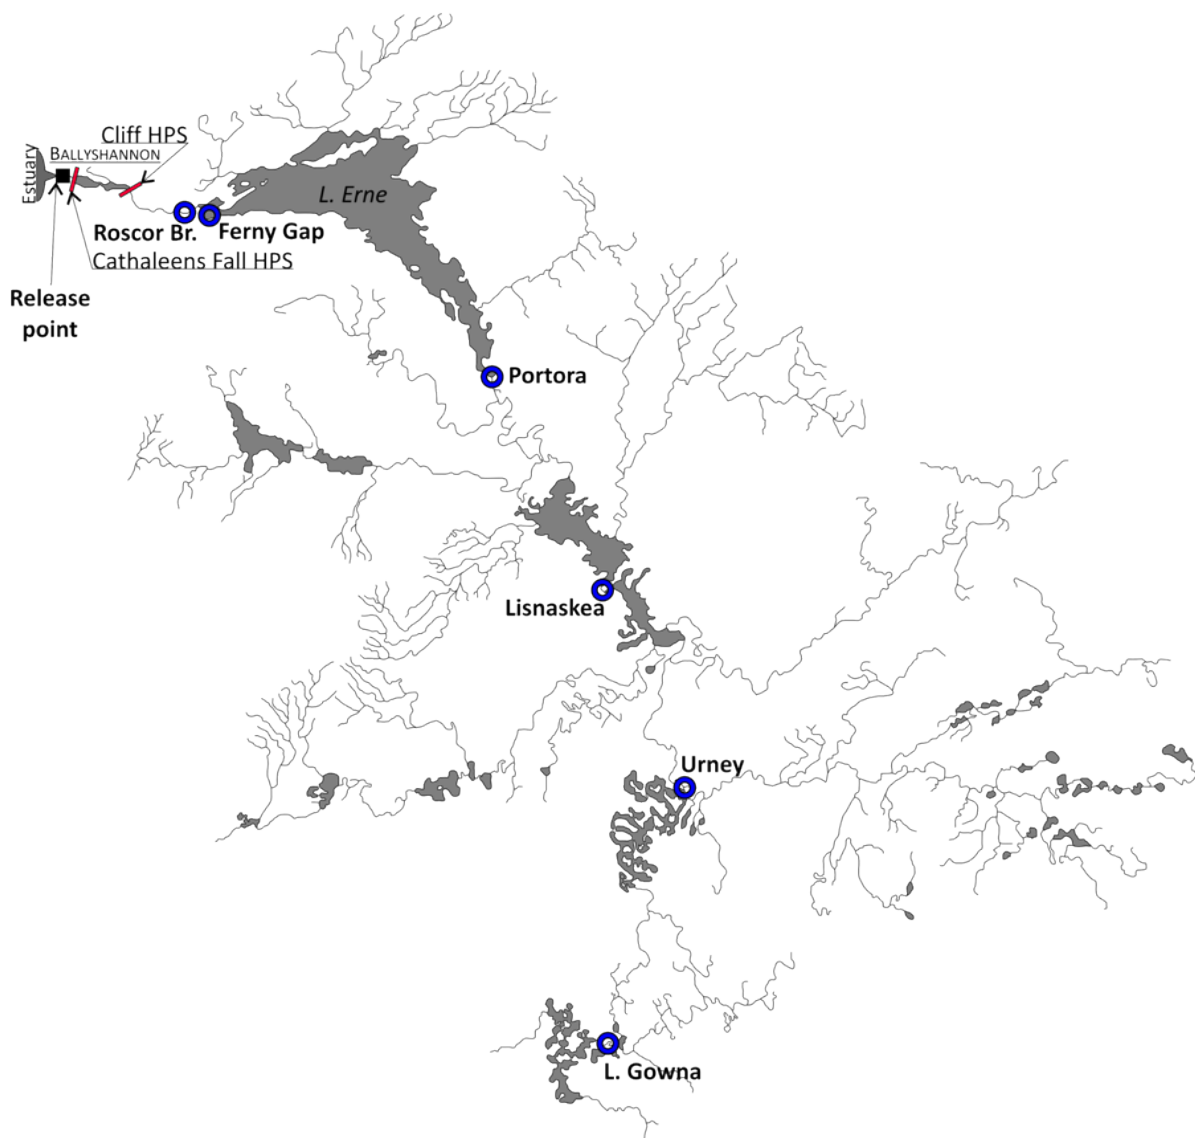 Cliff HPS
BALLYSHANNON
Estuary
L. Erne
Roscor Br.
Ferny Gap
Cathaleens Fall HPS
Release
point
Portora
Lisnaskea
Urney
L. Gowna